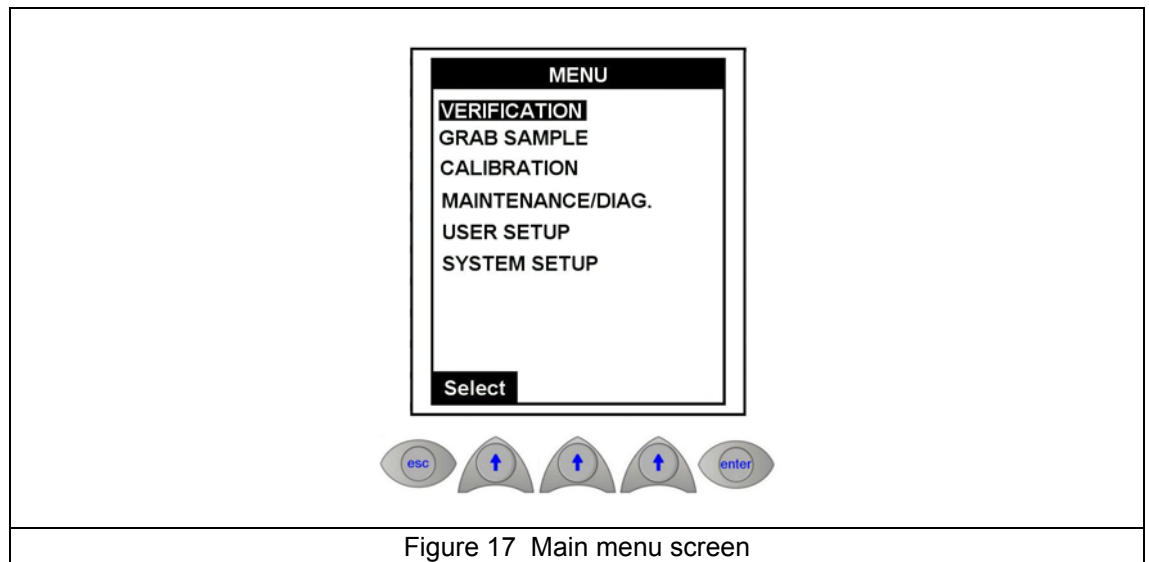 MENU
VERIFICATION
GRAB SAMPLE
CALIBRATION
MAINTENANCE/DIAG.
USER SETUP
SYSTEM SETUP
Select
esc enter
Figure 17 Main menu screen